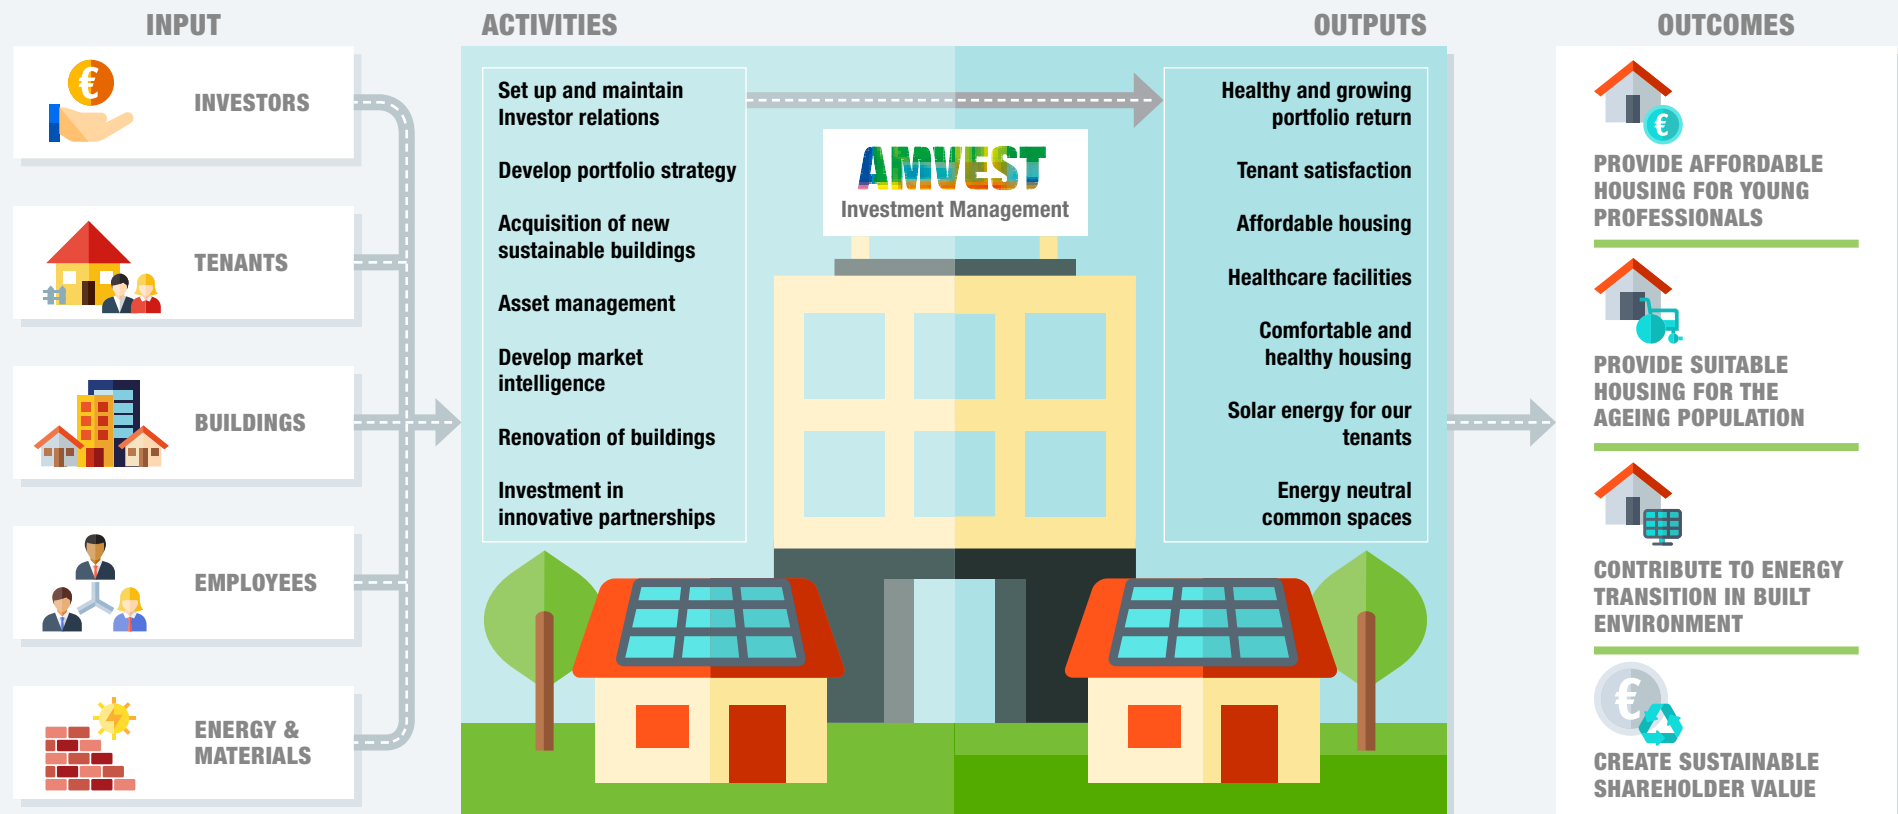 INPUT
INVESTORS
TENANTS
BUILDINGS
EMPLOYEES
ENERGY &
MATERIALS
ACTIVITIES
Set up and maintain
Investor relations
Develop portfolio strategy
Acquisition of new
sustainable buildings
Asset management
Develop market
intelligence
Renovation of buildings
Investment in
innovative partnerships
AMVEST
Investment Management
OUTPUTS
Healthy and growing
portfolio return
Tenant satisfaction
Affordable housing
Healthcare facilities
Comfortable and
healthy housing
Solar energy for our
tenants
Energy neutral
common spaces
OUTCOMES
PROVIDE AFFORDABLE
HOUSING FOR YOUNG
PROFESSIONALS
PROVIDE SUITABLE
HOUSING FOR THE
AGEING POPULATION
CONTRIBUTE TO ENERGY
TRANSITION IN BUILT
ENVIRONMENT
CREATE SUSTAINABLE
SHAREHOLDER VALUE